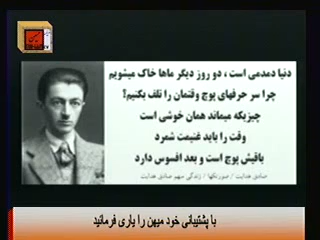 دنیا دمدمی است ، دو روز دیگر ماها خاک میشویم
چرا سر حرفهای پوچ وقتمان را تلف بکنیم؟
چیزیکه میماند همان خوشی است
وقت را باید غنیمت شمرد
باقیش پوچ است و بعد افسوس دارد
صادق هدایت / صورتکها / زندگی مهم صادق هدایت
با پشتیبانی خود میهن را یاری فرمائید